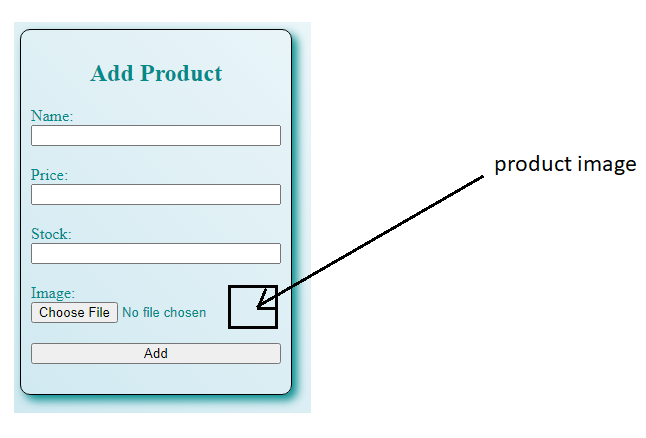 Add Product
Name:
Price:
product image
Stock:
Image:
Choose File No file chosen
Add